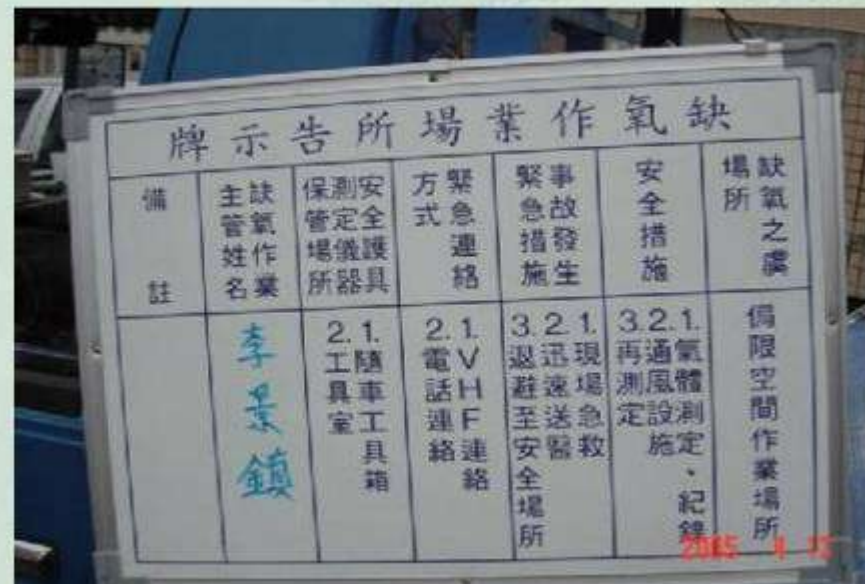 缺氧作業場所告示牌
缺氧之虞
場所
侷限空間作業場所
安全措施
1.氣體測定、紀錄
2.通風設施
3.再測定
事故發生
緊急措施
1.現場急救
2.迅速送醫
3.退避至安全場所
緊急連絡
方式
1.VHF連絡
2.電話連絡
安全護具
測定儀器
保管場所
1.隨車工具箱
2.工具室
缺氧作業
主管姓名
李景鎮
備註